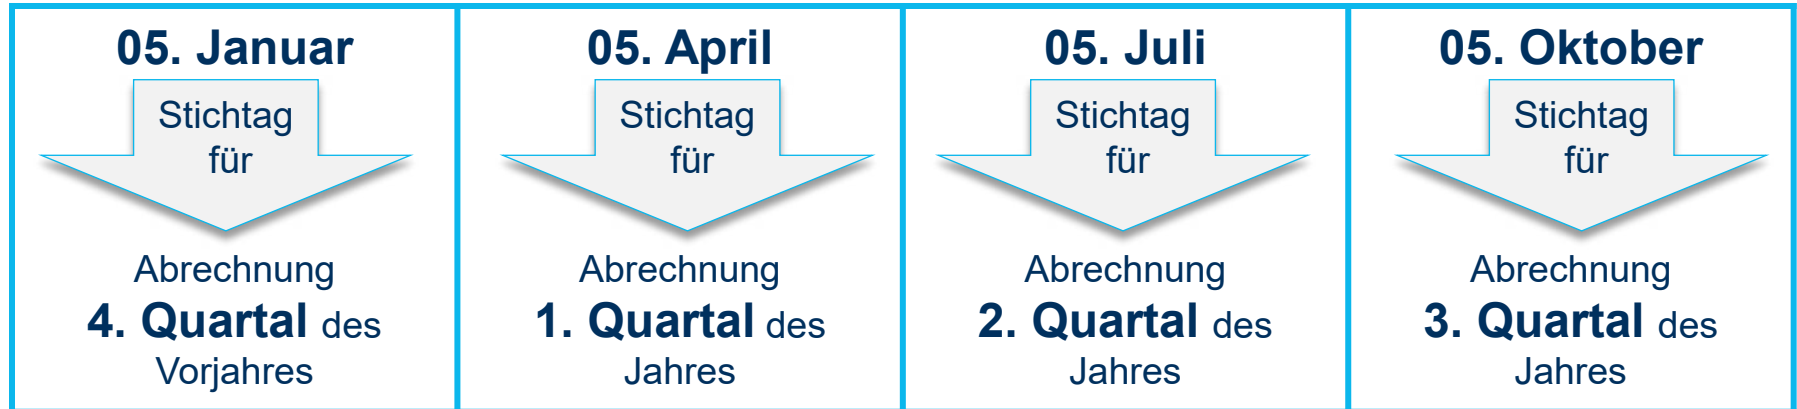 05. Januar
Stichtag
für
Abrechnung
4. Quartal des
Vorjahres
05. April
Stichtag
für
Abrechnung
1. Quartal des
Jahres
05. Juli
Stichtag
für
Abrechnung
2. Quartal des
Jahres
05. Oktober
Stichtag
für
Abrechnung
3. Quartal des
Jahres